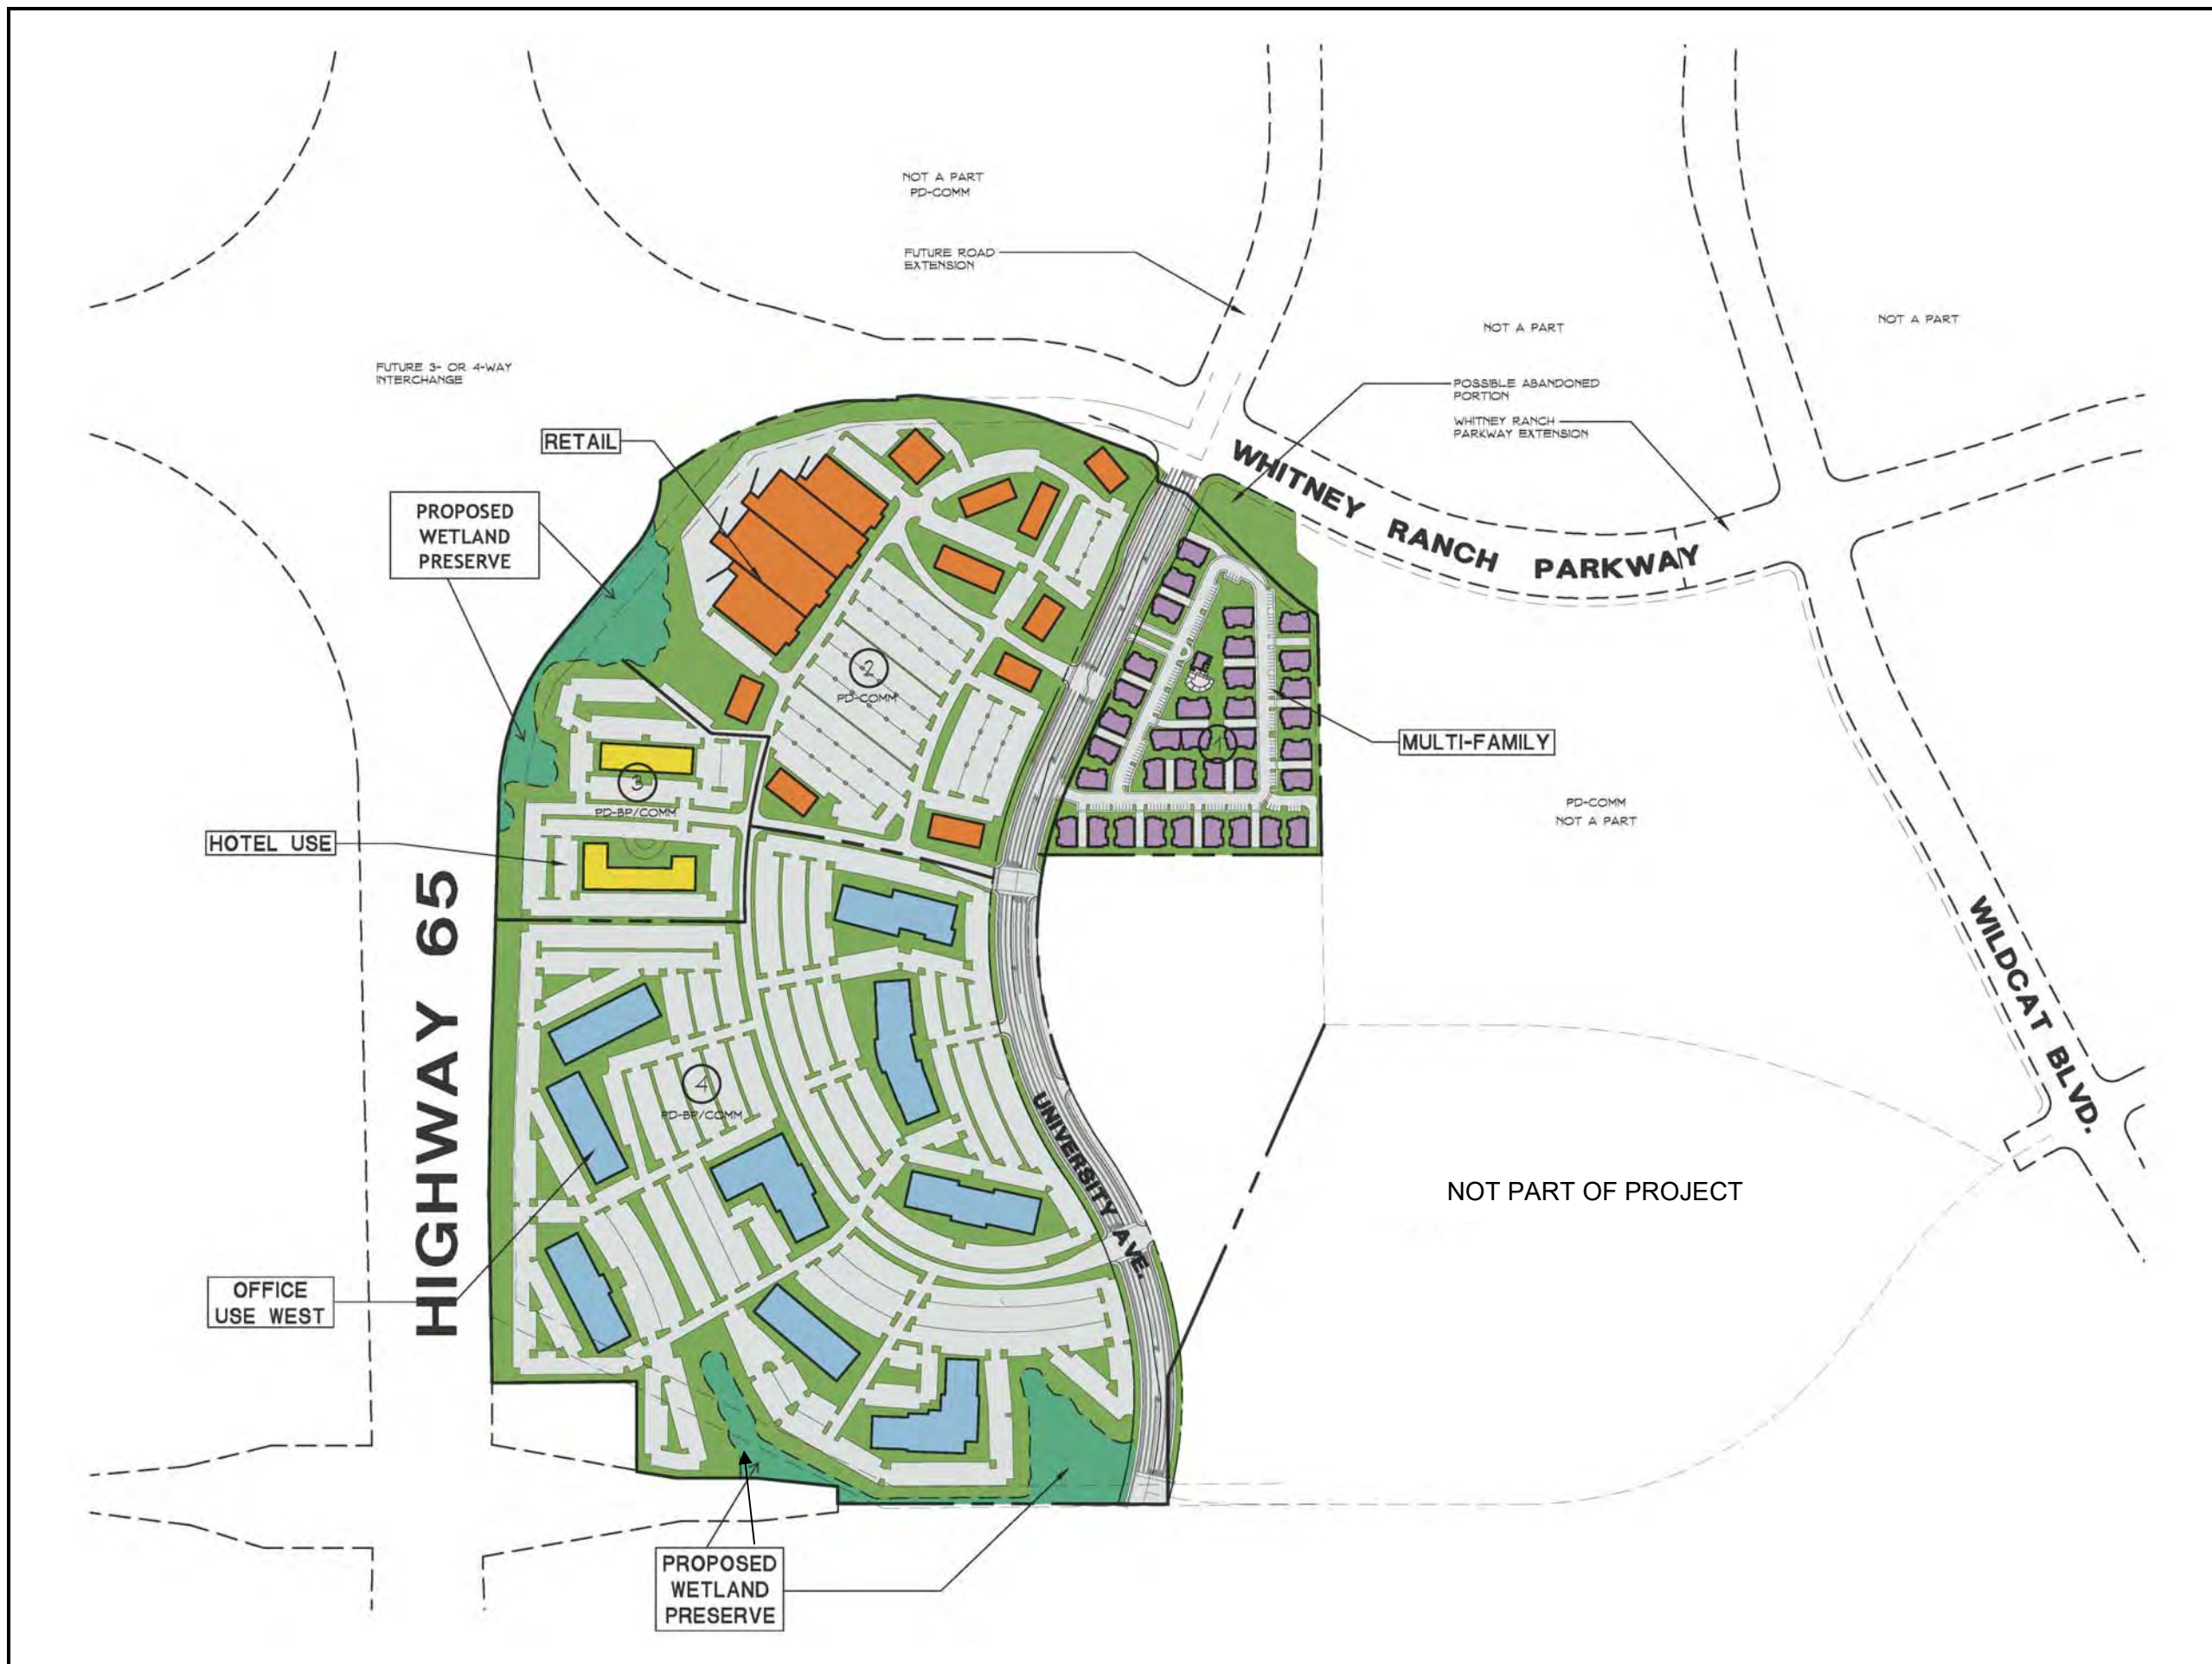 NOT A PART
PD-COMM
FUTURE ROAD
EXTENSION
NOT A PART
NOT A PART
FUTURE 3- OR 4-WAY
INTERCHANGE
POSSIBLE ABANDONED
PORTION
WHITNEY RANCH
PARKWAY EXTENSION
RETAIL
WHITNEY RANCH PARKWAY
PROPOSED
WETLAND
PRESERVE
2
PD-COMM
1
MULTI-FAMILY
3
PD-BP/COMM
PD-COMM
NOT A PART
HOTEL USE
HIGHWAY 65
WILDCAT BLVD.
4
PD-BP/COMM
UNIVERSITY AVE.
NOT PART OF PROJECT
OFFICE
USE WEST
PROPOSED
WETLAND
PRESERVE